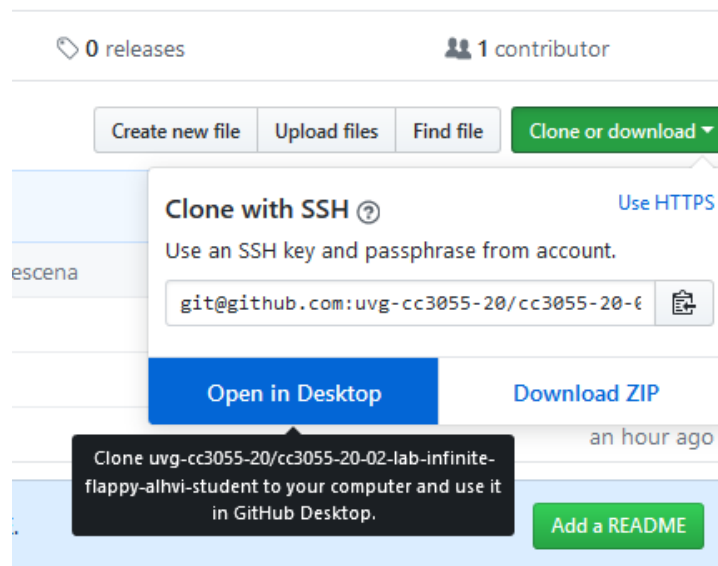 0 releases
1 contributor
Create new file
Upload files
Find file
Clone or download
Clone with SSH
Use HTTPS
Use an SSH key and passphrase from account.
escena
git@github.com:uvg-cc3055-20/cc3055-20-0
Open in Desktop
Download ZIP
an hour ago
Clone uvg-cc3055-20/cc3055-20-02-lab-infinite-
flappy-alhvi-student to your computer and use it
in GitHub Desktop.
Add a README